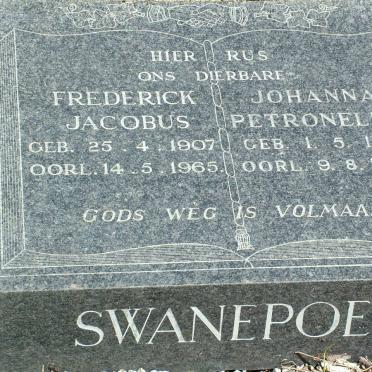 HIER RUS
ONS DIERBARE
FREDERICK JOHANNA
JACOBUS PETRONEL
GEB. 25.4.1907 GEB. 1.5.1
OORL. 14.5.1965. OORL. 9.8.
GODS WEG IS VOLMAA
SWANEPOE